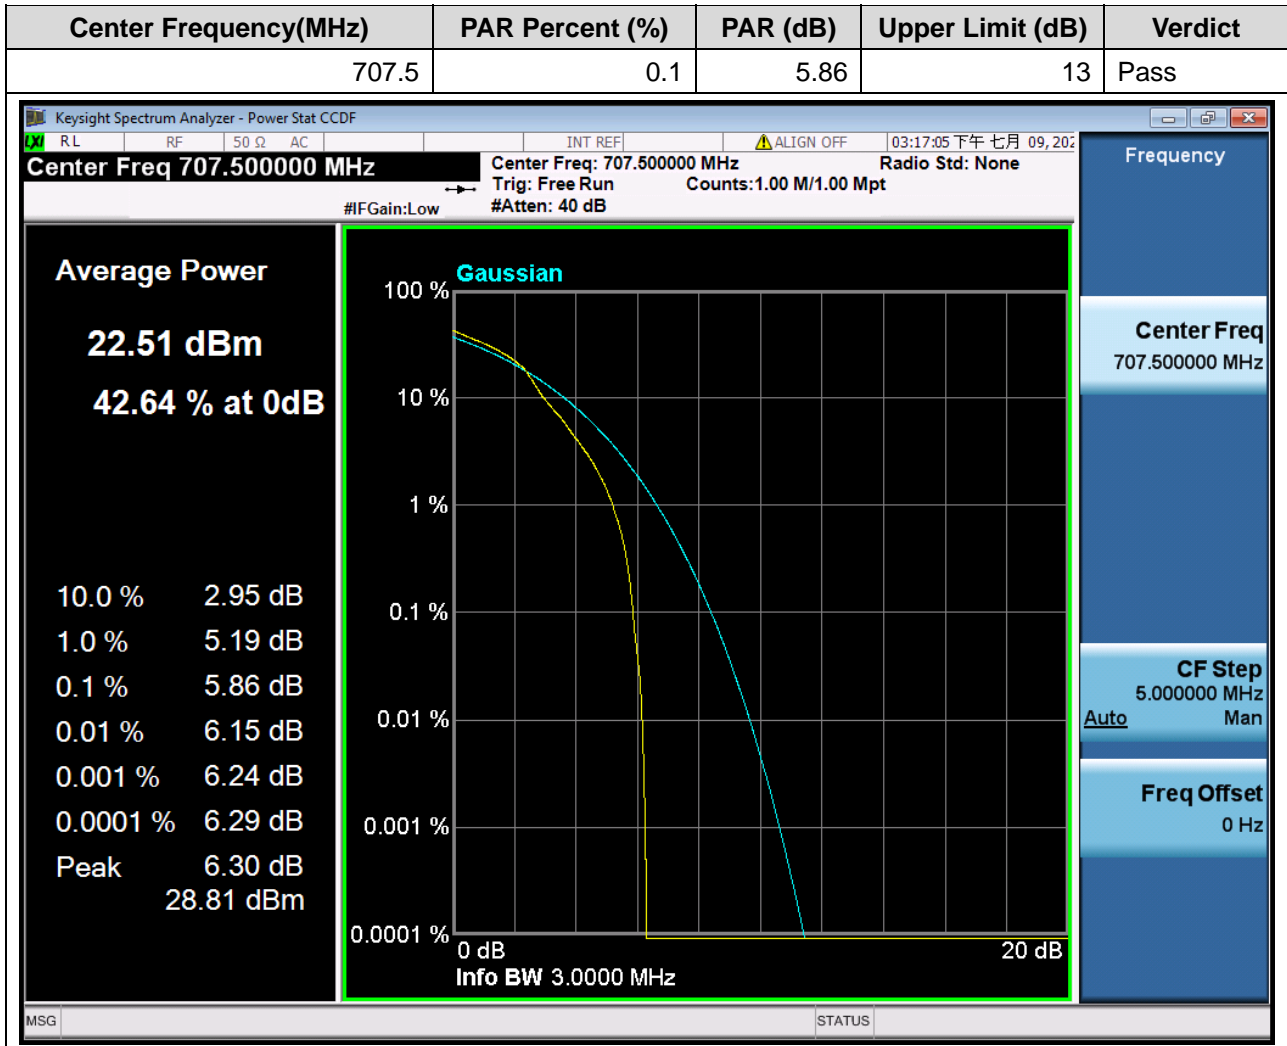 Center Frequency(MHz) PAR Percent (%) PAR (dB) Upper Limit (dB) Verdict
707.5 0.1 5.86 13 Pass
Keysight Spectrum Analyzer - Power Stat CCDF
LXI RL RF 50 Ω AC INT REF ALIGN OFF 03:17:05 下午 七月 09, 202
Center Freq 707.500000 MHz
Center Freq: 707.500000 MHz Radio Std: None
Trig: Free Run Counts:1.00 M/1.00 Mpt
#IFGain:Low #Atten: 40 dB
Average Power
22.51 dBm
42.64 % at 0dB
10.0 % 2.95 dB
1.0 % 5.19 dB
0.1 % 5.86 dB
0.01 % 6.15 dB
0.001 % 6.24 dB
0.0001 % 6.29 dB
Peak 6.30 dB
28.81 dBm
Gaussian
100 %
10 %
1 %
0.1 %
0.01 %
0.001 %
0.0001 %
0 dB 20 dB
Info BW 3.0000 MHz
Frequency
Center Freq
707.500000 MHz
CF Step
5.000000 MHz
Auto Man
Freq Offset
0 Hz
MSG STATUS